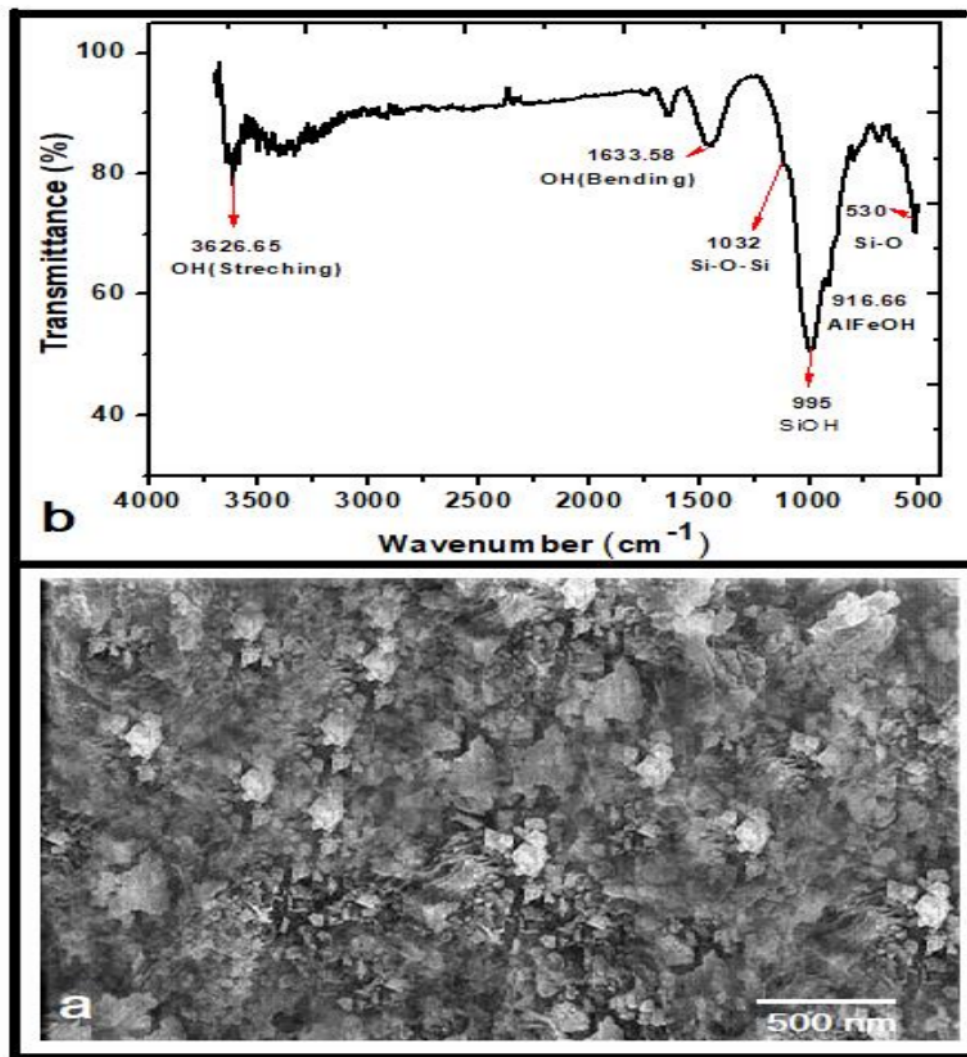 100
80
60
40
Transmittance (%)
3626.65
OH(Streching)
1633.58
OH(Bending)
1032
Si-O-Si
530
Si-O
916.66
AlFeOH
995
SiOH
4000 3500 3000 2500 2000 1500 1000 500
Wavenumber (cm⁻¹)
b
a
500 nm